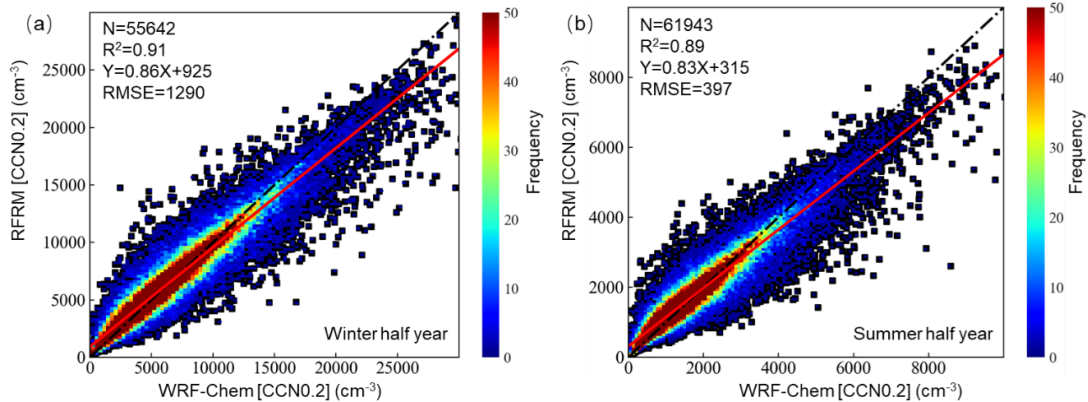 (a)
N=55642
R²=0.91
Y=0.86X+925
RMSE=1290
Winter half year
RFRM [CCN0.2] (cm⁻³)
25000
20000
15000
10000
5000
0
0 5000 10000 15000 20000 25000
WRF-Chem [CCN0.2] (cm⁻³)
50
40
30
20
10
0
Frequency
(b)
N=61943
R²=0.89
Y=0.83X+315
RMSE=397
Summer half year
RFRM [CCN0.2] (cm⁻³)
8000
6000
4000
2000
0
0 2000 4000 6000 8000
WRF-Chem [CCN0.2] (cm⁻³)
50
40
30
20
10
0
Frequency